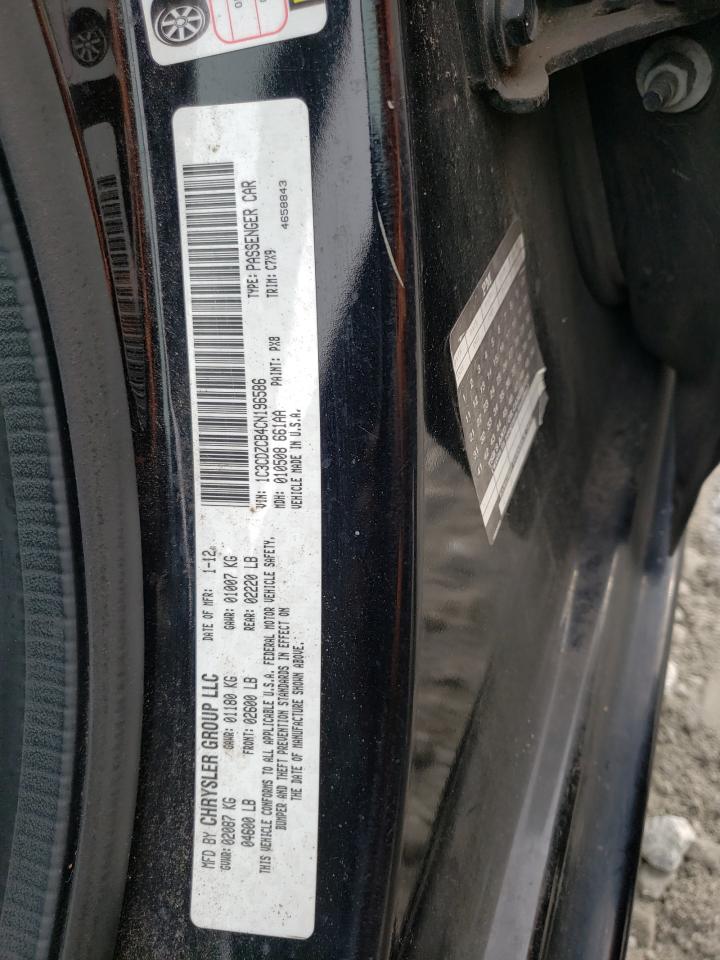 MFD BY CHRYSLER GROUP LLC
DATE OF MFR: 1-12
GVWR: 02087 KG
GAWR: 01180 KG
GAWR: 01007 KG
04600 LB
FRONT: 02600 LB
REAR: 02220 LB
THIS VEHICLE CONFORMS TO ALL APPLICABLE U.S.A. FEDERAL MOTOR VEHICLE SAFETY,
BUMPER AND THEFT PREVENTION STANDARDS IN EFFECT ON
THE DATE OF MANUFACTURE SHOWN ABOVE.
VIN: 1C3CDZCB4CN196586
TYPE: PASSENGER CAR
MDH: 010508 661AA
PAINT: PX8
TRIM: C7X9
VEHICLE MADE IN U.S.A.
4658843